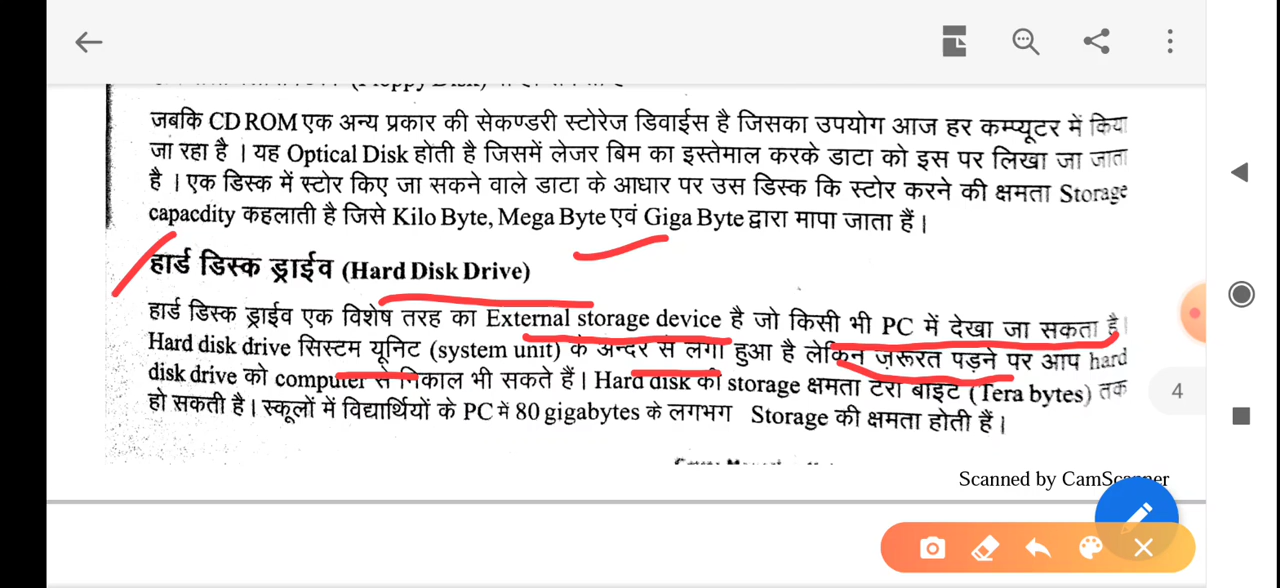 (Floppy Disk)
जबकि CD ROM एक अन्य प्रकार की सेकण्डरी स्टोरेज डिवाईस है जिसका उपयोग आज हर कम्प्यूटर में किया
जा रहा है । यह Optical Disk होती है जिसमें लेजर बिम का इस्तेमाल करके डाटा को इस पर लिखा जा जाता
है । एक डिस्क में स्टोर किए जा सकने वाले डाटा के आधार पर उस डिस्क कि स्टोर करने की क्षमता Storage
capacdity कहलाती है जिसे Kilo Byte, Mega Byte एवं Giga Byte द्वारा मापा जाता हैं ।
हार्ड डिस्क ड्राईव (Hard Disk Drive)
हार्ड डिस्क ड्राईव एक विशेष तरह का External storage device है जो किसी भी PC में देखा जा सकता है।
Hard disk drive सिस्टम यूनिट (system unit) के अन्दर से लगा हुआ है लेकिन ज़रूरत पड़ने पर आप hard
disk drive को computer से निकाल भी सकते हैं। Hard disk की storage क्षमता टेरा बाइट (Tera bytes) तक
हो सकती है। स्कूलों में विद्यार्थियों के PC में 80 gigabytes के लगभग Storage की क्षमता होती हैं ।
4
Scanned by CamScanner